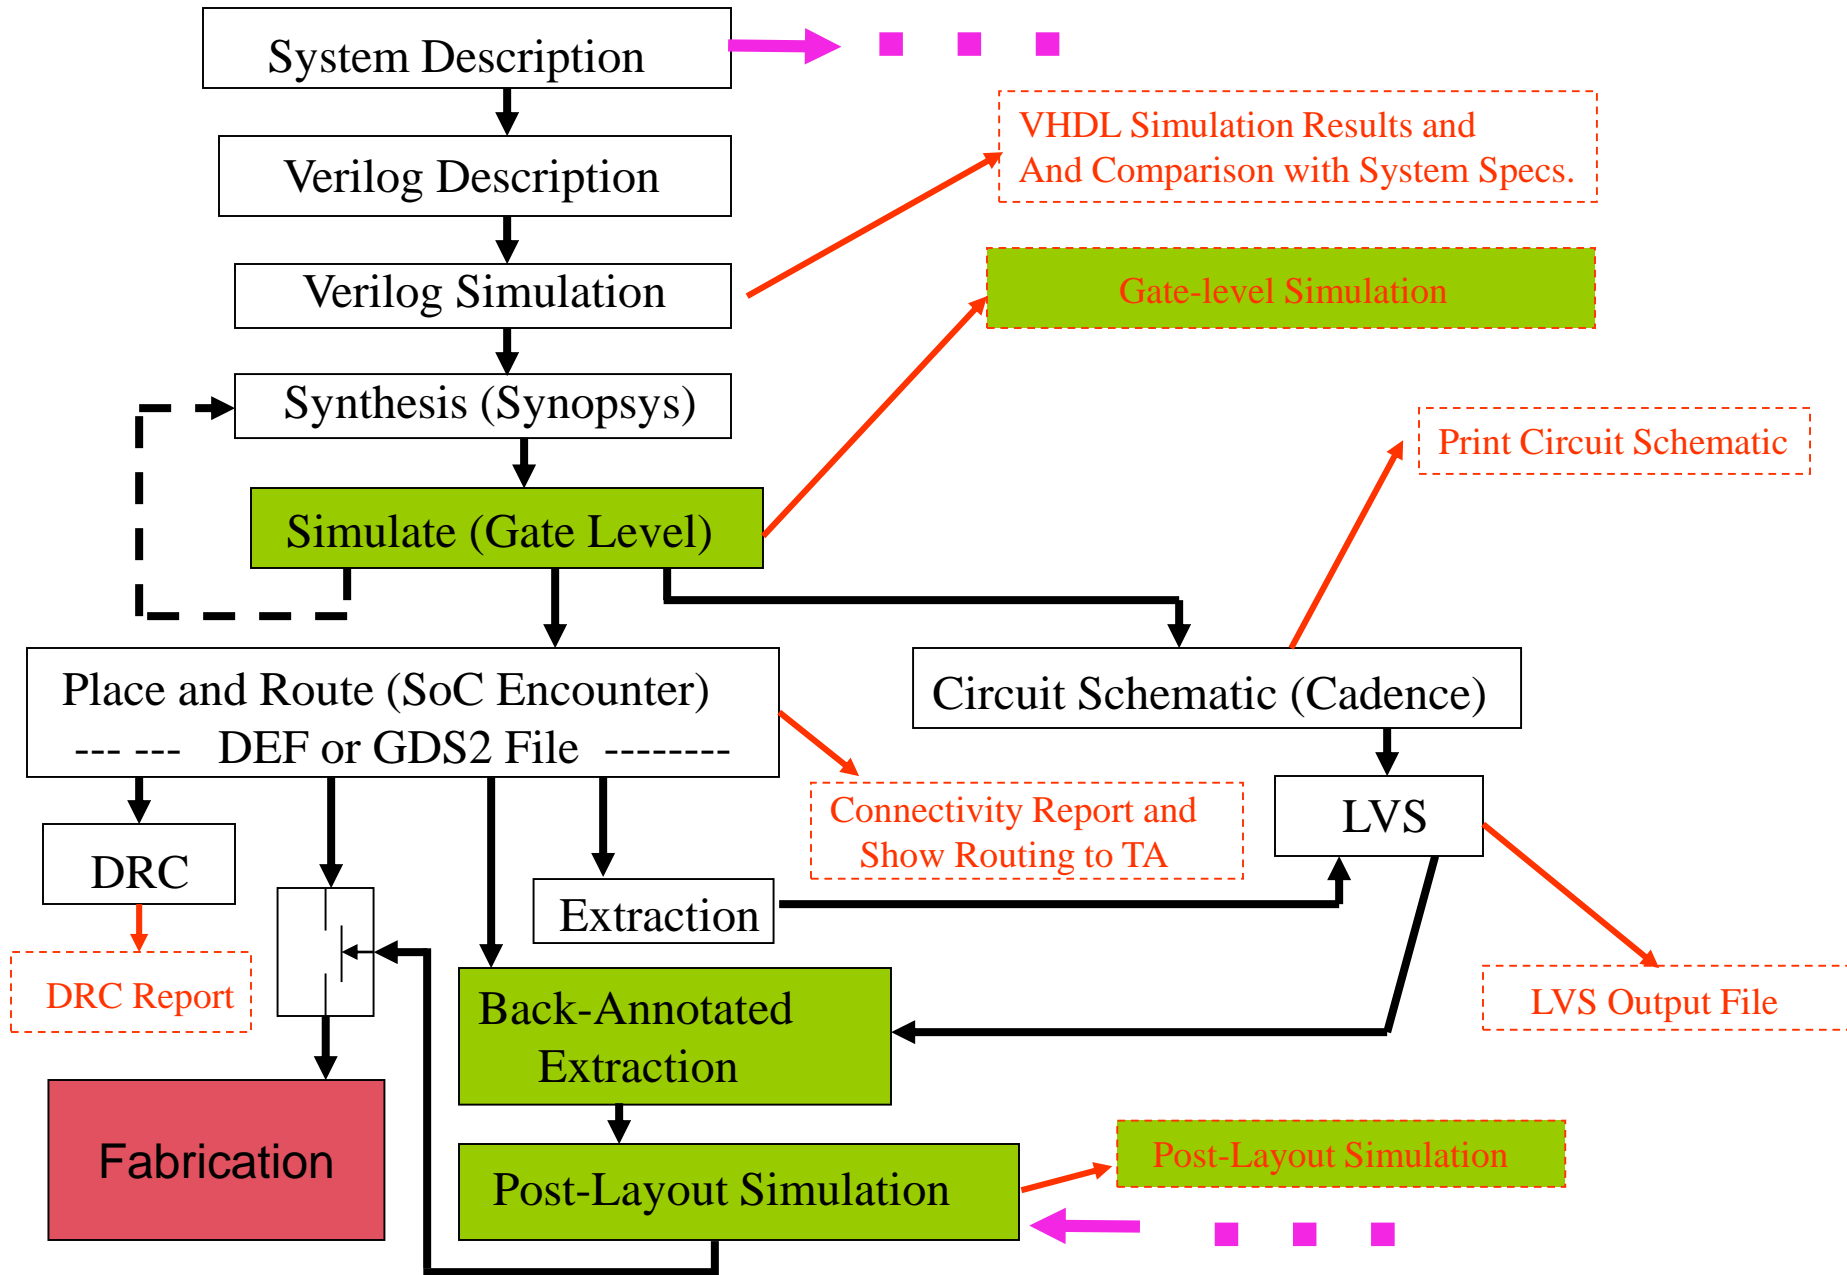 System Description
VHDL Simulation Results and
And Comparison with System Specs.
Verilog Description
Verilog Simulation
Gate-level Simulation
Synthesis (Synopsys)
Print Circuit Schematic
Simulate (Gate Level)
Place and Route (SoC Encounter)
--- --- DEF or GDS2 File --------
Circuit Schematic (Cadence)
Connectivity Report and
Show Routing to TA
LVS
DRC
Extraction
DRC Report
LVS Output File
Back-Annotated
Extraction
Fabrication
Post-Layout Simulation
Post-Layout Simulation